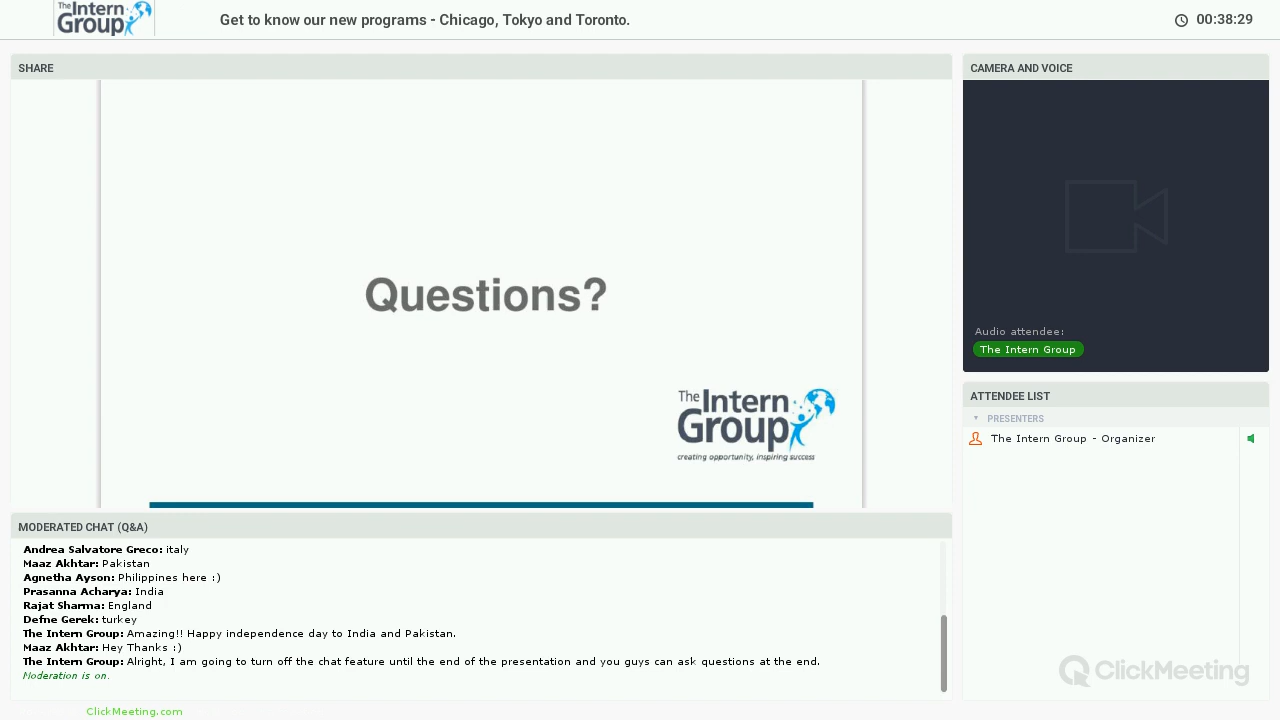 The Intern Group
Get to know our new programs - Chicago, Tokyo and Toronto.
00:38:29
SHARE
Questions?
The Intern Group
creating opportunity, inspiring success
CAMERA AND VOICE
Audio attendee:
The Intern Group
ATTENDEE LIST
PRESENTERS
The Intern Group - Organizer
MODERATED CHAT (Q&A)
Andrea Salvatore Greco: italy
Maaz Akhtar: Pakistan
Agnetha Ayson: Philippines here :)
Prasanna Acharya: India
Rajat Sharma: England
Defne Gerek: turkey
The Intern Group: Amazing!! Happy independence day to India and Pakistan.
Maaz Akhtar: Hey Thanks :)
The Intern Group: Alright, I am going to turn off the chat feature until the end of the presentation and you guys can ask questions at the end.
Moderation is on.
ClickMeeting
ClickMeeting.com